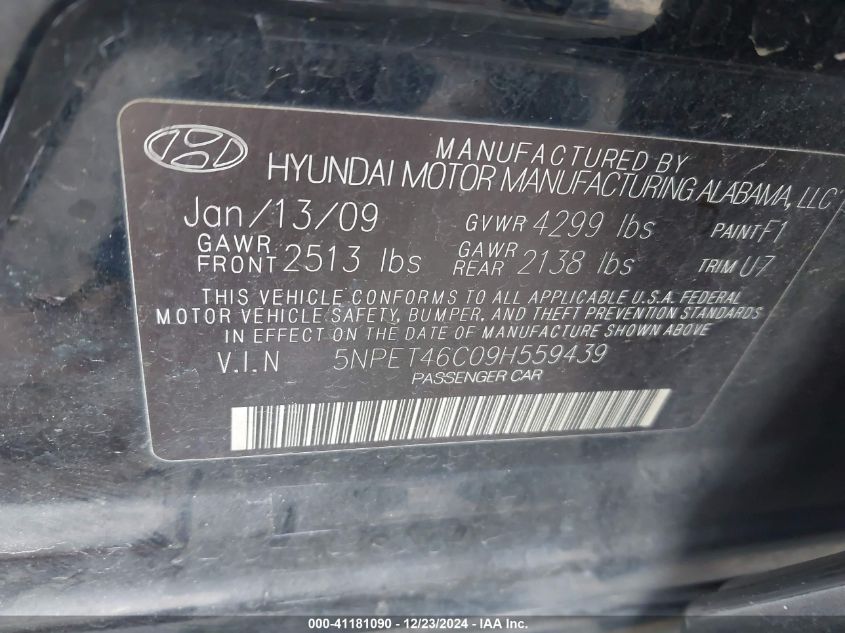 MANUFACTURED BY
HYUNDAI MOTOR MANUFACTURING ALABAMA, LLC
Jan/13/09 GVWR 4299 lbs PAINT F1
GAWR FRONT 2513 lbs GAWR REAR 2138 lbs TRIM U7
THIS VEHICLE CONFORMS TO ALL APPLICABLE U.S.A. FEDERAL
MOTOR VEHICLE SAFETY, BUMPER, AND THEFT PREVENTION STANDARDS
IN EFFECT ON THE DATE OF MANUFACTURE SHOWN ABOVE
V.I.N 5NPET46C09H559439
PASSENGER CAR
000-41181090 - 12/23/2024 - IAA Inc.